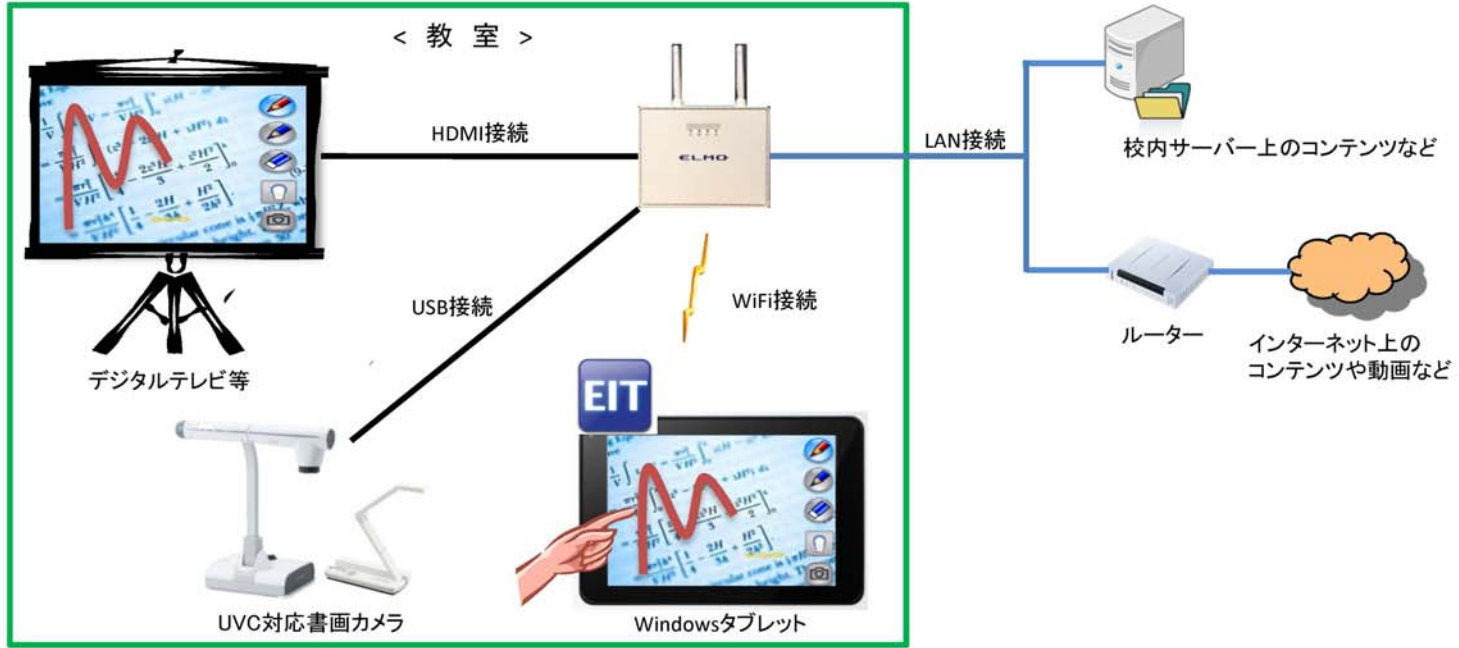 < 教 室 >
HDMI接続
ELMO
LAN接続
校内サーバー上のコンテンツなど
USB接続
WiFi接続
ルーター
インターネット上の
コンテンツや動画など
デジタルテレビ等
EIT
UVC対応書画カメラ
Windowsタブレット